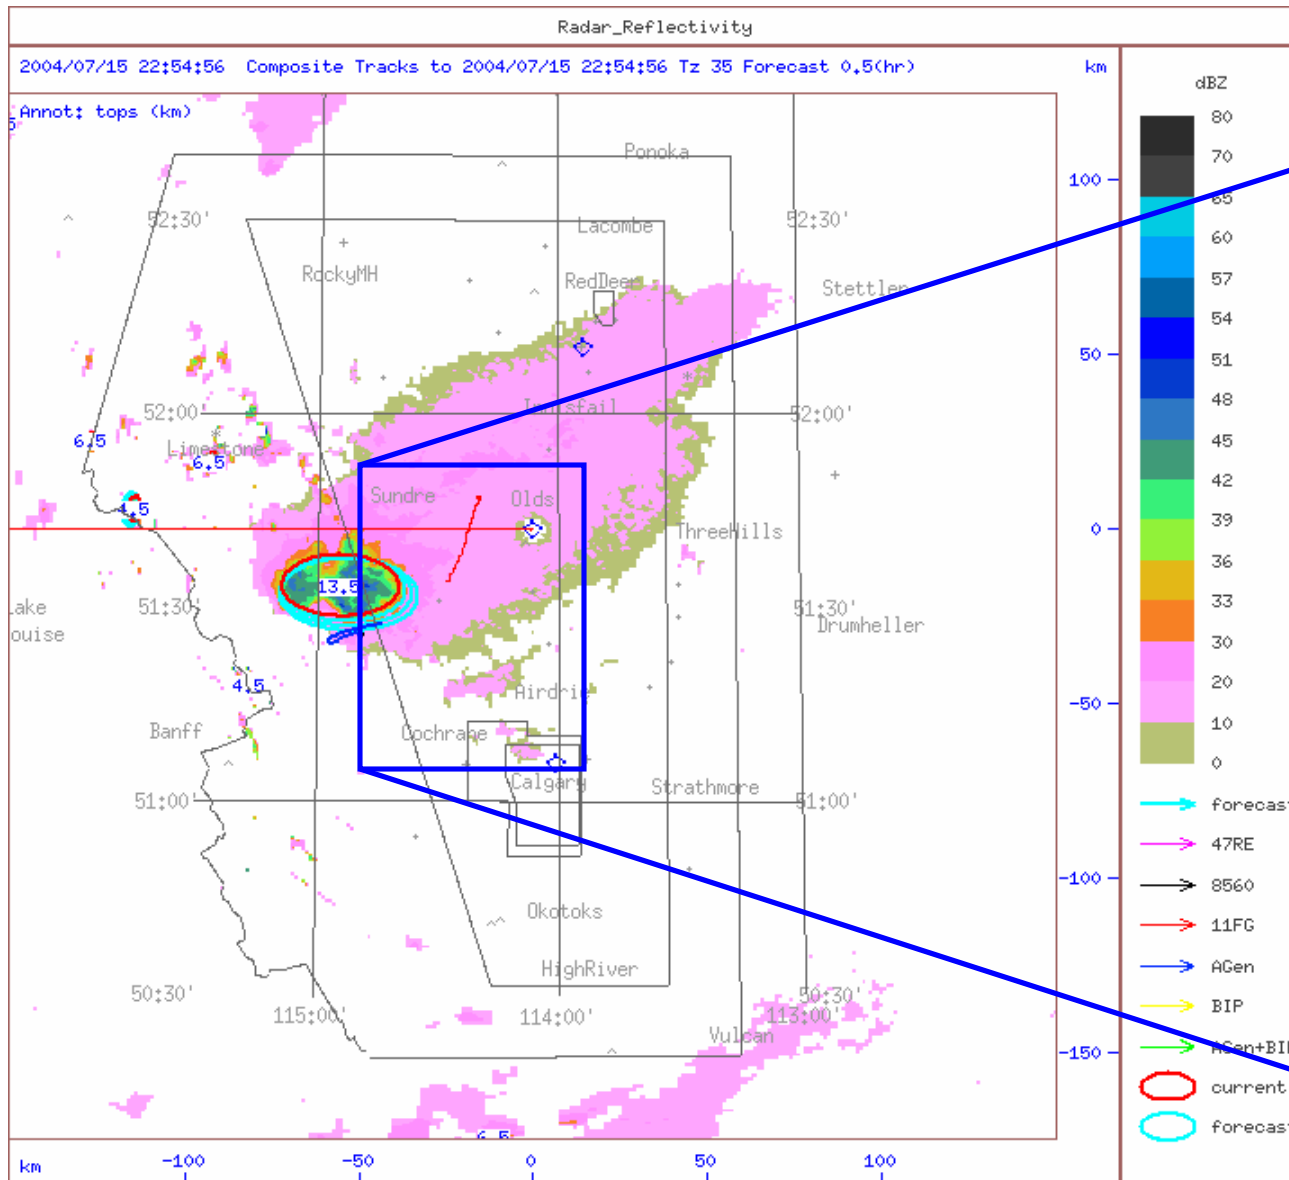 Radar_Reflectivity
2004/07/15 22:54:56 Composite Tracks to 2004/07/15 22:54:56 Tz 35 Forecast 0.5(hr)
km
Annot: tops (km)
5
dBZ
80
70
65
60
57
54
51
48
45
42
39
36
33
30
20
10
0
Ponoka
100
52:30'
52:30'
Lacombe
RockyMH
RedDeer
Stettler
50
52:00'
Innisfail
52:00'
6.5
Limestone
6.5
Sundre
Olds
4.5
ThreeHills
0
13.5
51:30'
51:30'
Lake
Louise
Drumheller
4.5
Airdrie
-50
Banff
Cochrane
Calgary
Strathmore
51:00'
51:00'
-100
Okotoks
HighRiver
50:30'
50:30'
115:00'
114:00'
113:00'
Vulcan
-150
6.5
forecast
47RE
8560
11FG
AGen
BIP
AGen+BIP
current
forecast
km
-100
-50
0
50
100